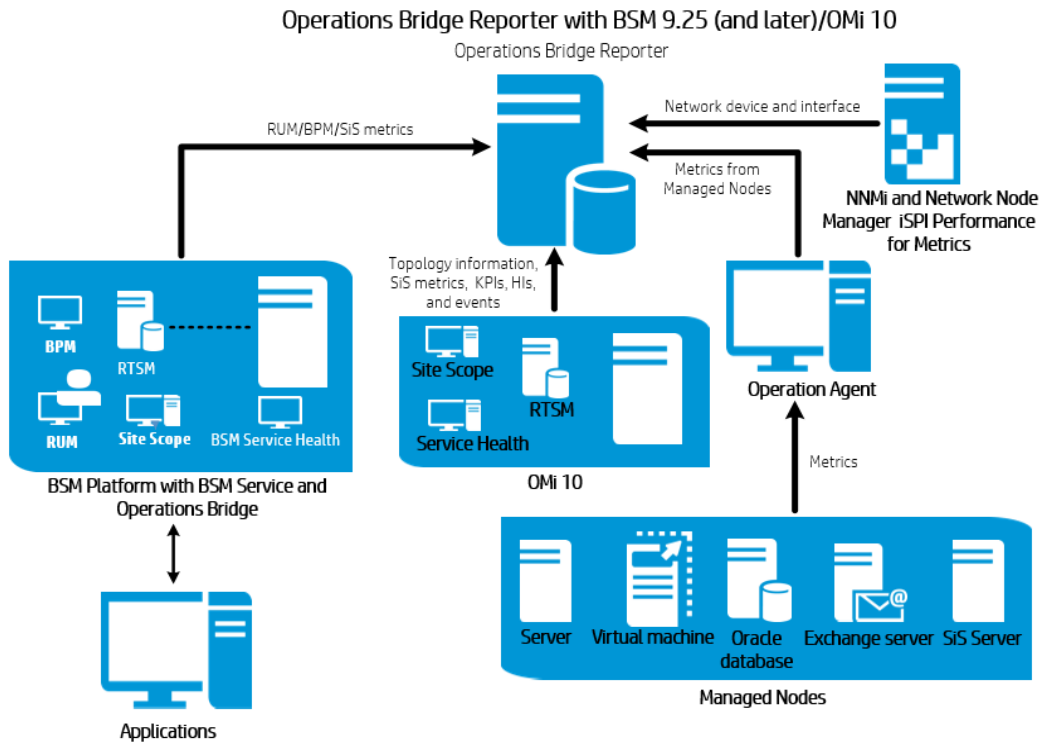 Operations Bridge Reporter with BSM 9.25 (and later)/OMi 10
Operations Bridge Reporter
Network device and interface
RUM/BPM/SiS metrics
Metrics from
Managed Nodes
NNMi and Network Node
Manager iSPI Performance
for Metrics
Topology information,
SiS metrics, KPIs, HIs,
and events
BPM
RTSM
RUM
Site Scope
BSM Service Health
BSM Platform with BSM Service and
Operations Bridge
Site Scope
RTSM
Service Health
OMi 10
Operation Agent
Metrics
Applications
Server
Virtual machine
Oracle
database
Exchange server
@
SiS Server
Managed Nodes